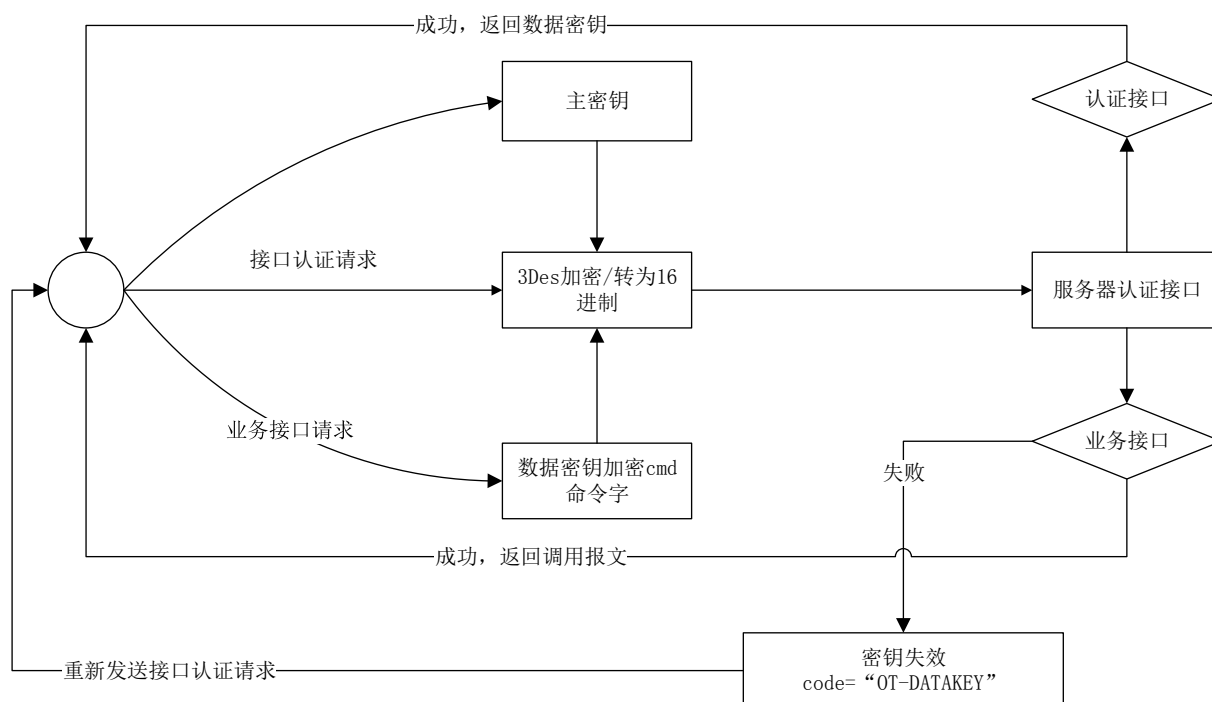 成功，返回数据密钥
主密钥
认证接口
接口认证请求
3Des加密/转为16
进制
服务器认证接口
业务接口请求
数据密钥加密cmd
命令字
业务接口
失败
成功，返回调用报文
重新发送接口认证请求
密钥失效
code=“OT-DATAKEY”